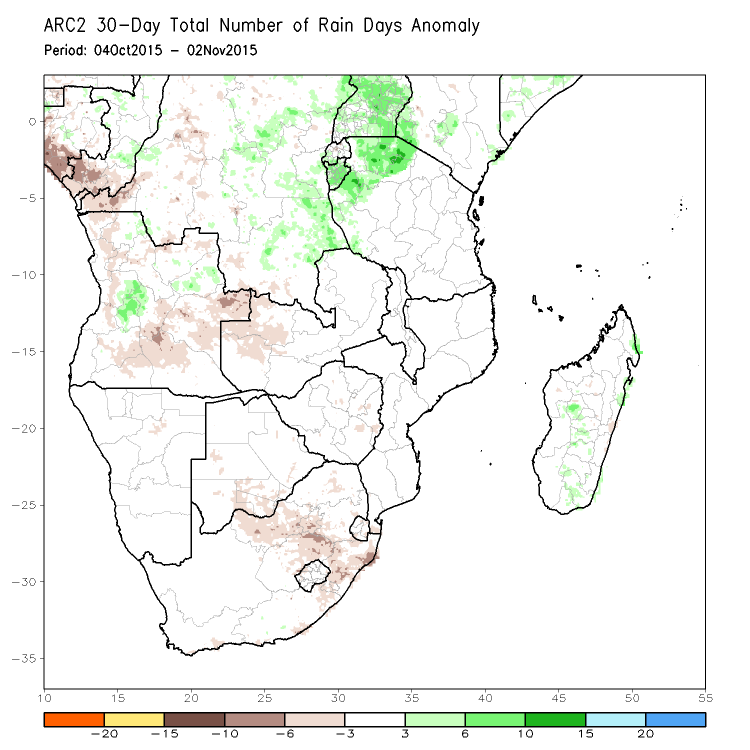 ARC2 30-Day Total Number of Rain Days Anomaly
Period: 04Oct2015 - 02Nov2015
0
-5
-10
-15
-20
-25
-30
-35
10 15 20 25 30 35 40 45 50 55
-20 -15 -10 -6 -3 3 6 10 15 20